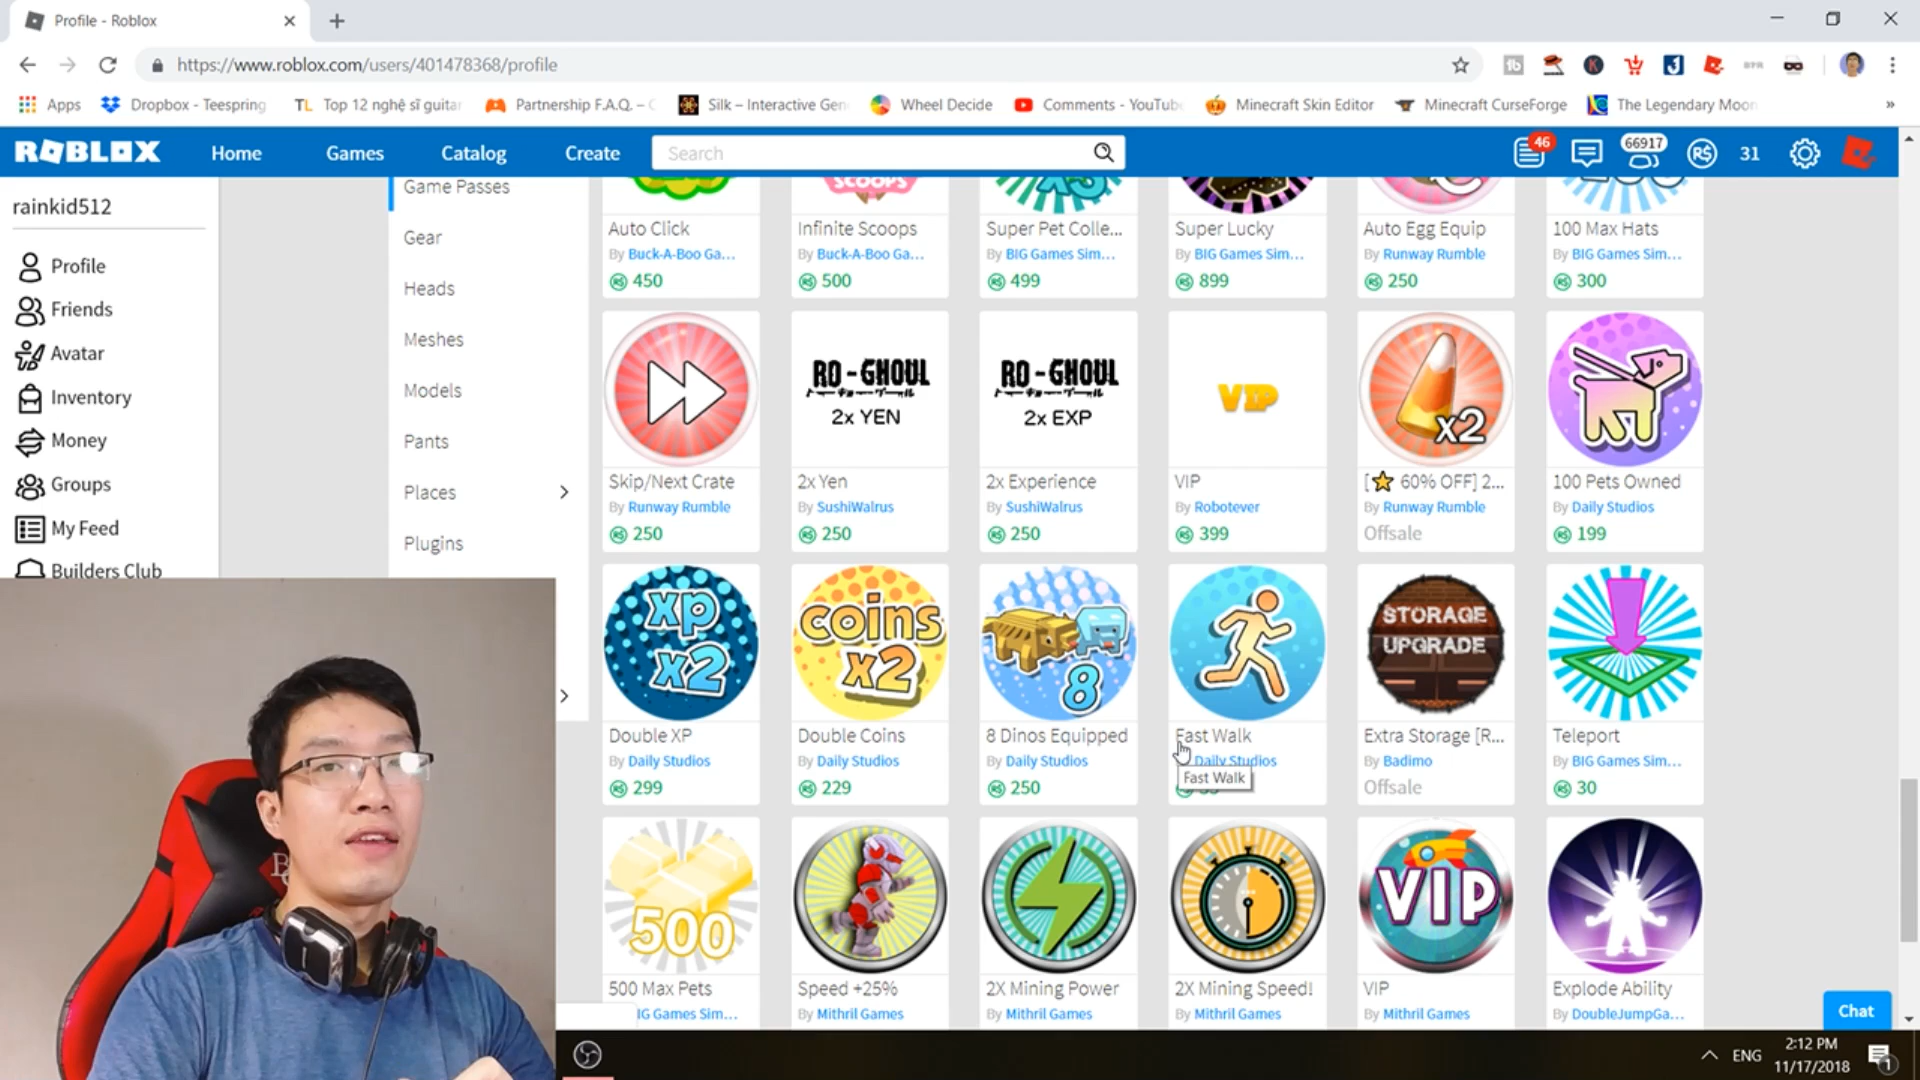 Profile - Roblox
https://www.roblox.com/users/401478368/profile
Apps
Dropbox - Teespring
TL Top 12 nghệ sĩ guitar
Partnership F.A.Q. –
Silk – Interactive Gen
Wheel Decide
Comments - YouTube
Minecraft Skin Editor
Minecraft CurseForge
The Legendary Moon
»
ROBLOX
Home
Games
Catalog
Create
Search
46
66917
R$
31
rainkid512
Profile
Friends
Avatar
Inventory
Money
Groups
My Feed
Builders Club
Game Passes
Gear
Heads
Meshes
Models
Pants
Places
Plugins
SCOOPS
Auto Click
By Buck-A-Boo Ga...
450
Infinite Scoops
By Buck-A-Boo Ga...
500
Super Pet Colle...
By BIG Games Sim...
499
Super Lucky
By BIG Games Sim...
899
Auto Egg Equip
By Runway Rumble
250
100 Max Hats
By BIG Games Sim...
300
Skip/Next Crate
By Runway Rumble
250
RO-GHOUL
2x YEN
2x Yen
By SushiWalrus
250
RO-GHOUL
2x EXP
2x Experience
By SushiWalrus
250
VIP
VIP
By Robotever
399
x2
[⭐ 60% OFF] 2...
By Runway Rumble
Offsale
100 Pets Owned
By Daily Studios
199
xp
x2
Double XP
By Daily Studios
299
coins
x2
Double Coins
By Daily Studios
229
8
8 Dinos Equipped
By Daily Studios
250
Fast Walk
Daily Studios
Fast Walk
STORAGE
UPGRADE
Extra Storage [R...
By Badimo
Offsale
Teleport
By BIG Games Sim...
30
500
500 Max Pets
IG Games Sim...
Speed +25%
By Mithril Games
2X Mining Power
By Mithril Games
2X Mining Speed!
By Mithril Games
VIP
VIP
By Mithril Games
Explode Ability
By DoubleJumpGa...
Chat
ENG
2:12 PM
11/17/2018
1